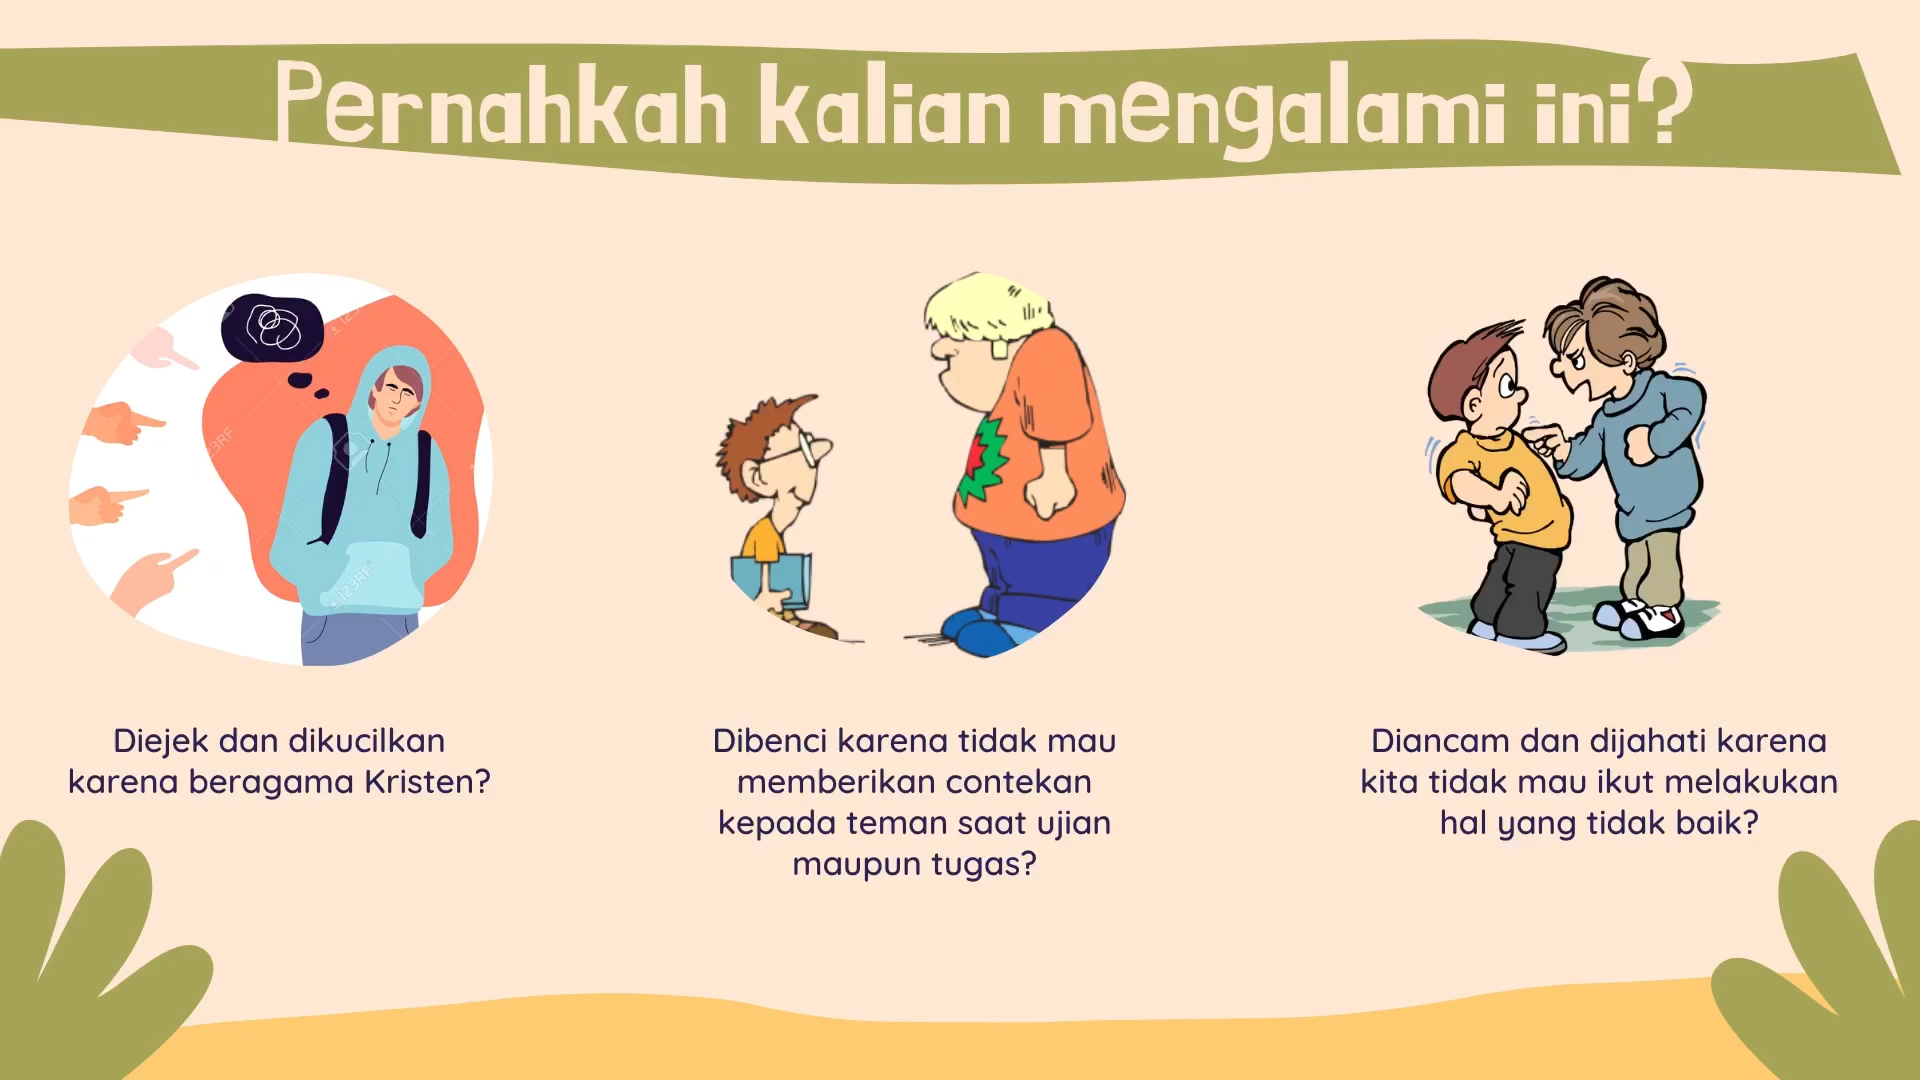 Pernahkah kalian mengalami ini?
Diejek dan dikucilkan
karena beragama Kristen?
Dibenci karena tidak mau
memberikan contekan
kepada teman saat ujian
maupun tugas?
Diancam dan dijahati karena
kita tidak mau ikut melakukan
hal yang tidak baik?
123RF